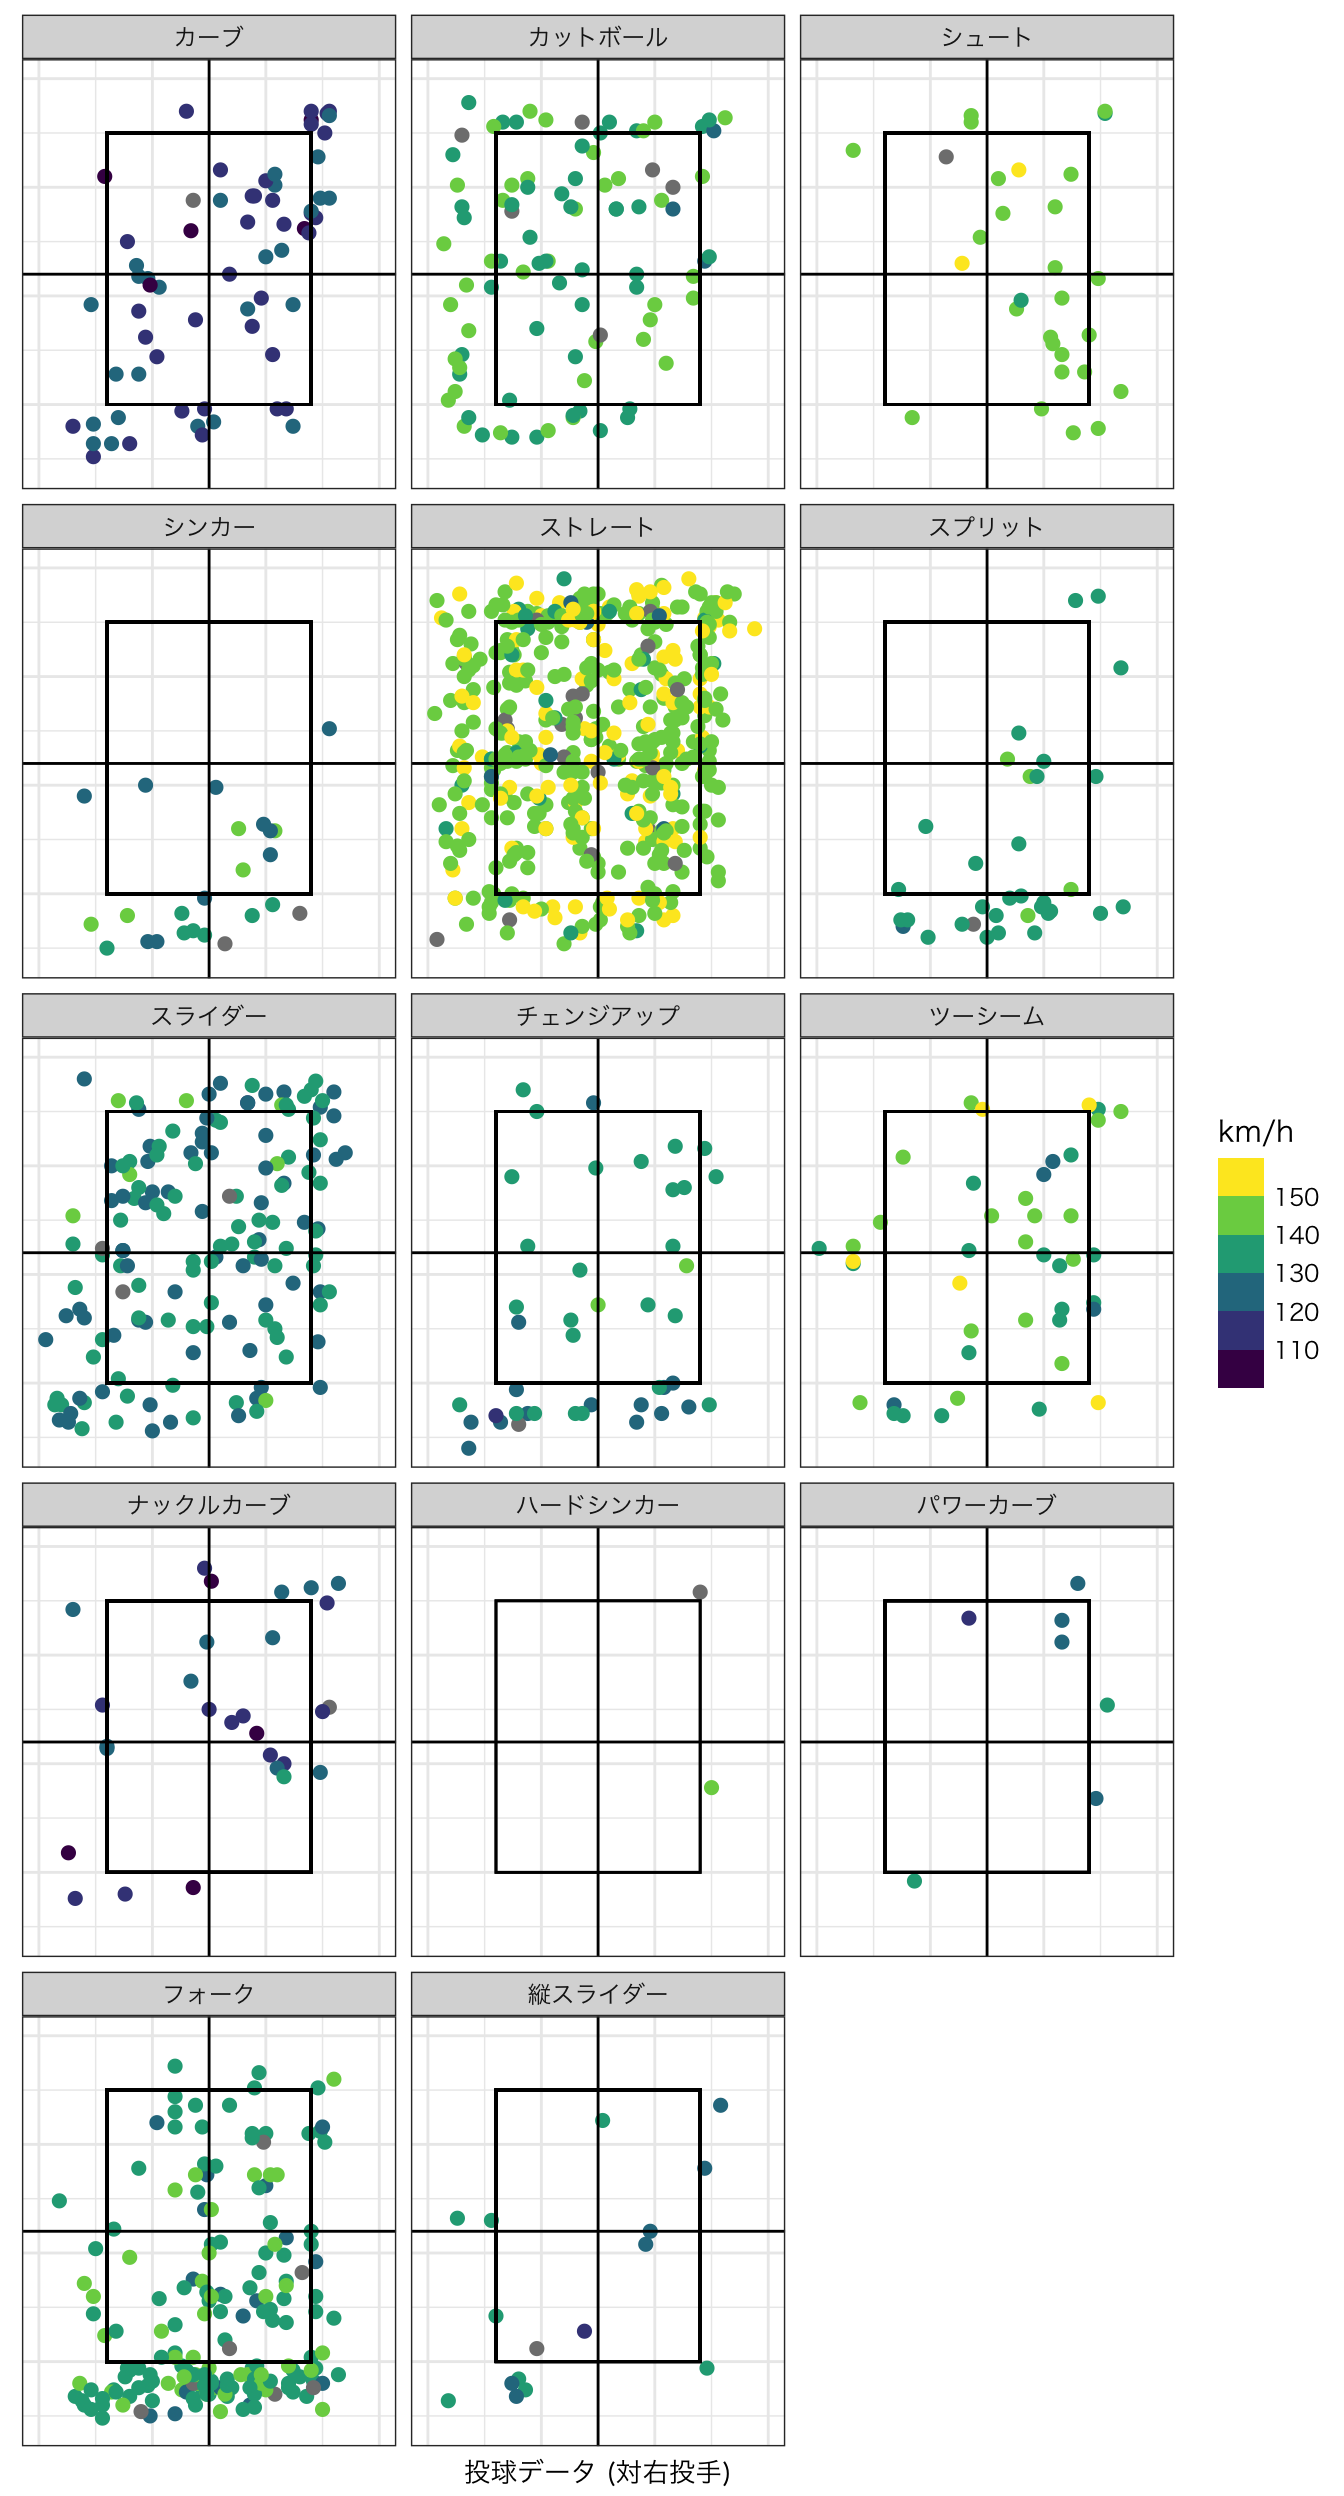 カーブ
カットボール
シュート
シンカー
ストレート
スプリット
スライダー
チェンジアップ
ツーシーム
km/h
150
140
130
120
110
ナックルカーブ
ハードシンカー
パワーカーブ
フォーク
縦スライダー
投球データ (対右投手)